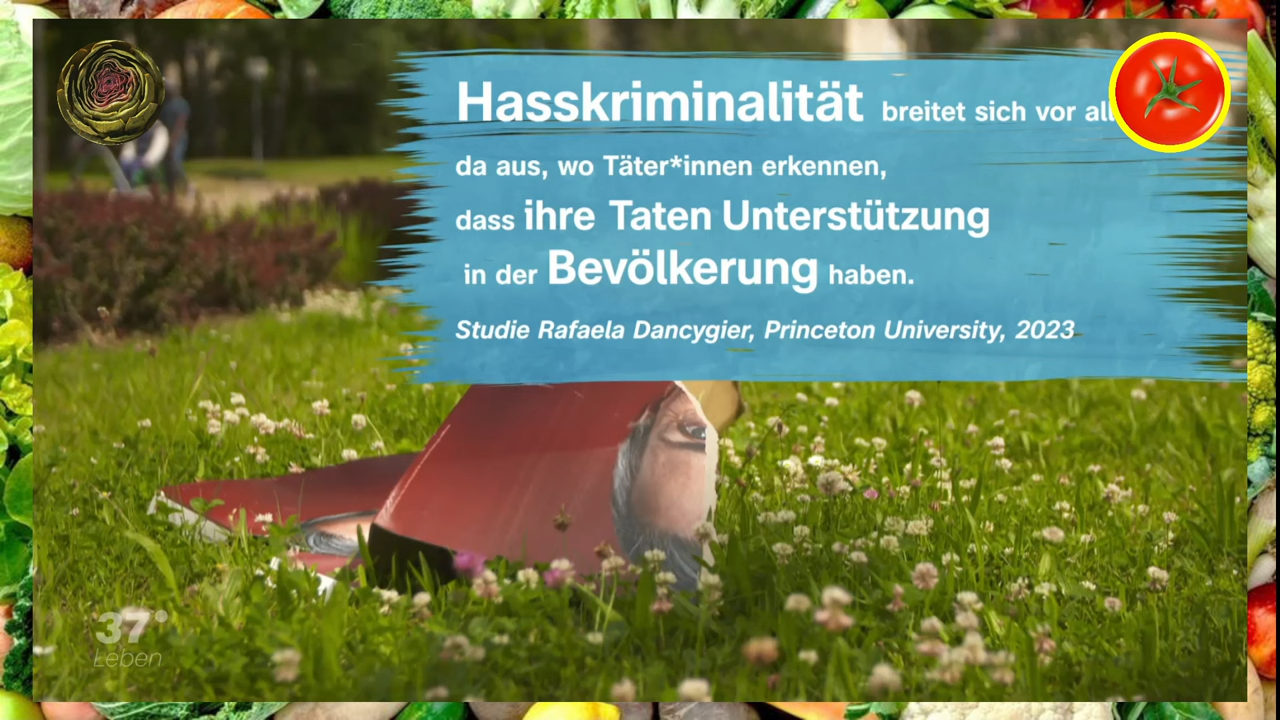 Hasskriminalität breitet sich vor
da aus, wo Täter*innen erkennen,
dass ihre Taten Unterstützung
in der Bevölkerung haben.
Studie Rafaela Dancygier, Princeton University, 2023
37°
Leben